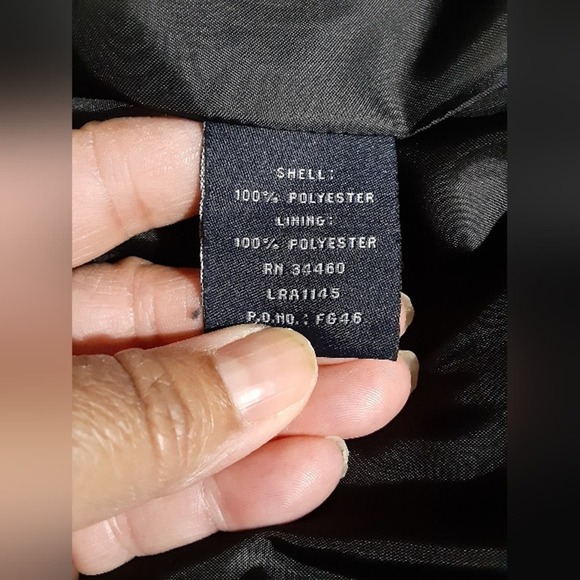 SHELL:
100% POLYESTER
LINING:
100% POLYESTER
RN 34460
LRA1145
P.O.NO.: FG46